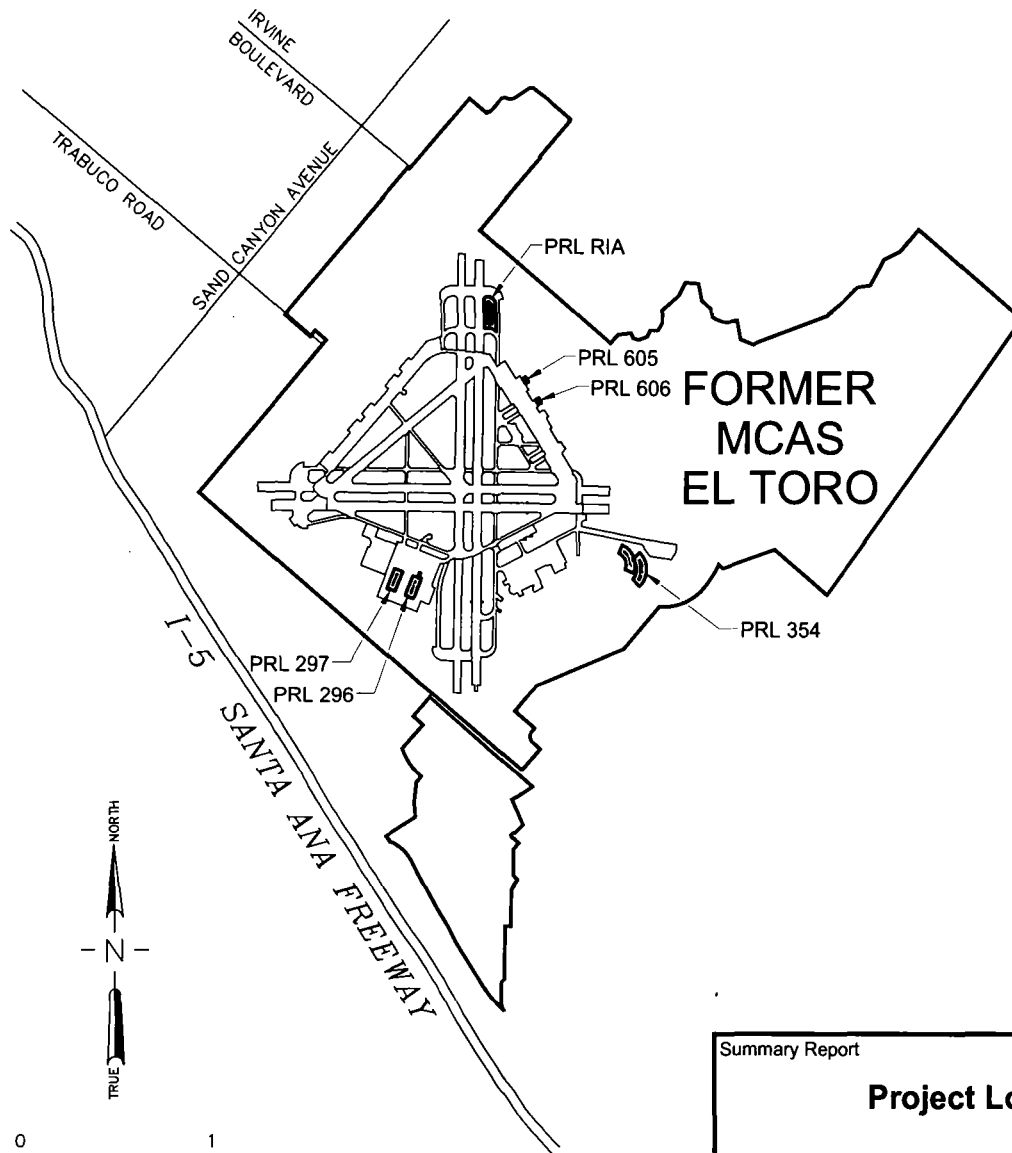 IRVINE
BOULEVARD
TRABUCO ROAD
SAND CANYON AVENUE
PRL RIA
PRL 605
PRL 606
FORMER
MCAS
EL TORO
PRL 354
PRL 297
PRL 296
I-5 SANTA ANA FREEWAY
NORTH
- N -
TRUE
0 1
Summary Report
Project Lo